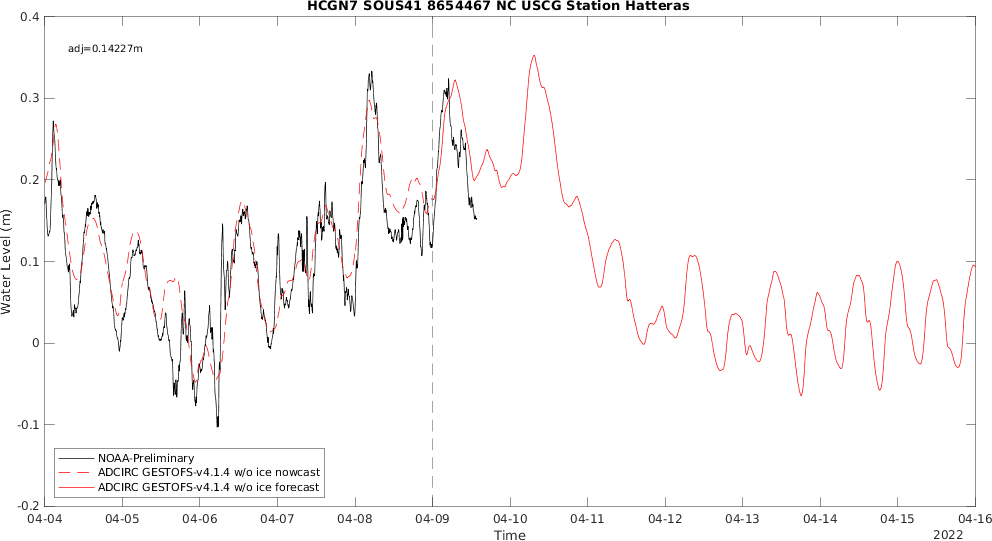 HCGN7 SOUS41 8654467 NC USCG Station Hatteras
adj=0.14227m
Water Level (m)
0.4
0.3
0.2
0.1
0
-0.1
-0.2
NOAA-Preliminary
ADCIRC GESTOFS-v4.1.4 w/o ice nowcast
ADCIRC GESTOFS-v4.1.4 w/o ice forecast
04-04 04-05 04-06 04-07 04-08 04-09 04-10 04-11 04-12 04-13 04-14 04-15 04-16
Time
2022